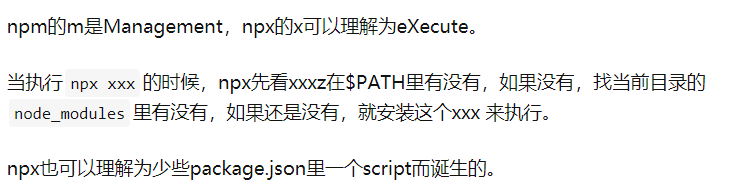 npm的m是Management，npx的x可以理解为eXecute。
当执行 npx xxx 的时候，npx先看xxxz在$PATH里有没有，如果没有，找当前目录的
node_modules 里有没有，如果还是没有，就安装这个xxx 来执行。
npx也可以理解为少些package.json里一个script而诞生的。